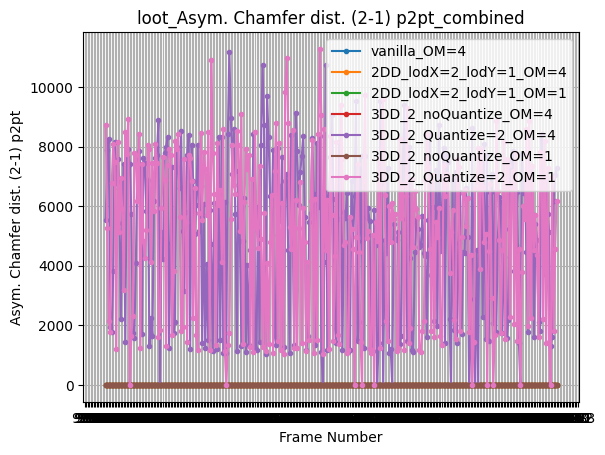 loot_Asym. Chamfer dist. (2-1) p2pt_combined
vanilla_OM=4
2DD_lodX=2_lodY=1_OM=4
2DD_lodX=2_lodY=1_OM=1
3DD_2_noQuantize_OM=4
3DD_2_Quantize=2_OM=4
3DD_2_noQuantize_OM=1
3DD_2_Quantize=2_OM=1
Asym. Chamfer dist. (2-1) p2pt
10000
8000
6000
4000
2000
0
Frame Number